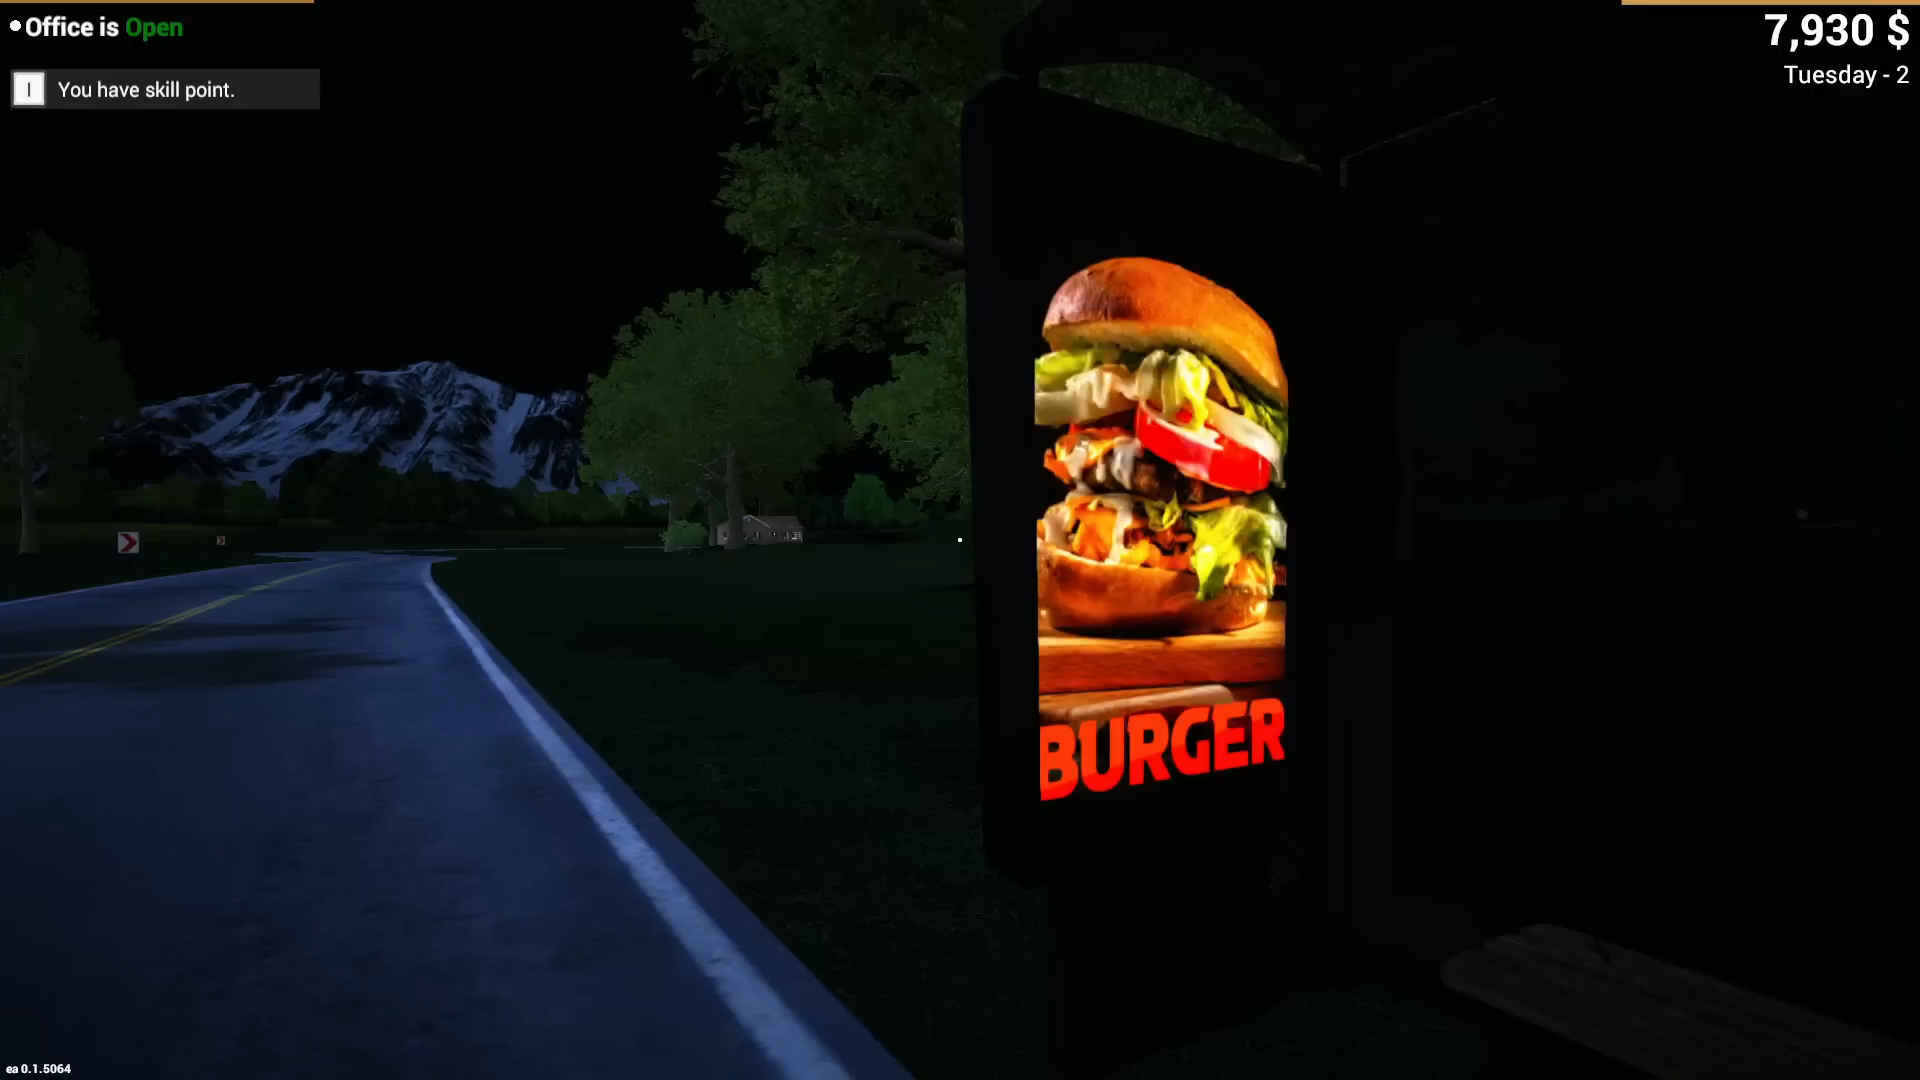 Office is Open
7,930 $
Tuesday - 2
I
You have skill point.
BURGER
ea 0.1.5064